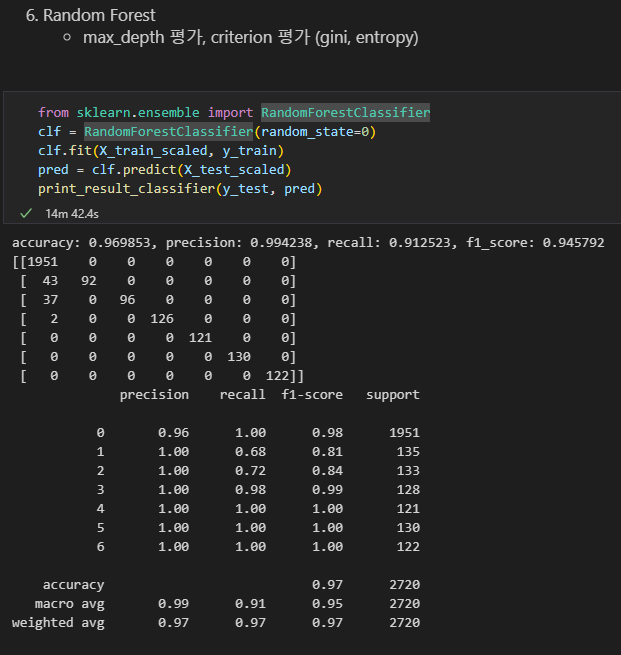 6. Random Forest
○ max_depth 평가, criterion 평가 (gini, entropy)
from sklearn.ensemble import RandomForestClassifier
clf = RandomForestClassifier(random_state=0)
clf.fit(X_train_scaled, y_train)
pred = clf.predict(X_test_scaled)
print_result_classifier(y_test, pred)
✓ 14m 42.4s
accuracy: 0.969853, precision: 0.994238, recall: 0.912523, f1_score: 0.945792
[[1951    0    0    0    0    0    0]
 [  43   92    0    0    0    0    0]
 [  37    0   96    0    0    0    0]
 [   2    0    0  126    0    0    0]
 [   0    0    0    0  121    0    0]
 [   0    0    0    0    0  130    0]
 [   0    0    0    0    0    0  122]]
              precision    recall  f1-score   support
           0       0.96      1.00      0.98      1951
           1       1.00      0.68      0.81       135
           2       1.00      0.72      0.84       133
           3       1.00      0.98      0.99       128
           4       1.00      1.00      1.00       121
           5       1.00      1.00      1.00       130
           6       1.00      1.00      1.00       122
    accuracy                           0.97      2720
   macro avg       0.99      0.91      0.95      2720
weighted avg       0.97      0.97      0.97      2720